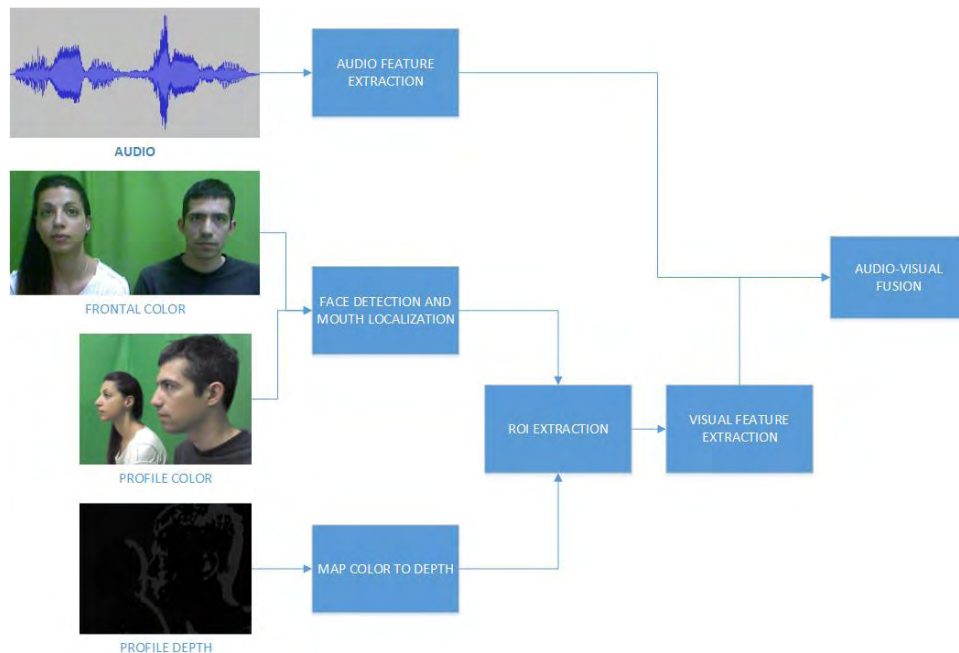 AUDIO FEATURE
EXTRACTION
AUDIO
FRONTAL COLOR
FACE DETECTION AND
MOUTH LOCALIZATION
AUDIO-VISUAL
FUSION
PROFILE COLOR
ROI EXTRACTION
VISUAL FEATURE
EXTRACTION
MAP COLOR TO DEPTH
PROFILE DEPTH